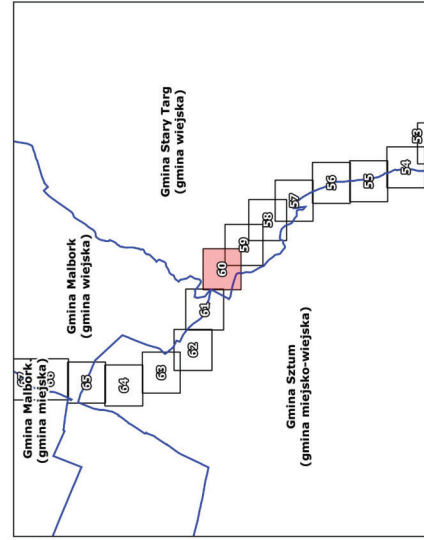 Gmina Malbork
(gmina miejska)
Gmina Malbork
(gmina wiejska)
Gmina Stary Targ
(gmina wiejska)
65
64
63
62
61
60
59
58
57
56
55
54
53
Gmina Sztum
(gmina miejsko-wiejska)